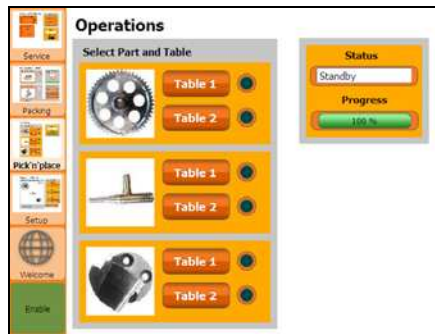 Operations
Service
Packing
Pick'n'place
Setup
Welcome
Enable
Select Part and Table
Table 1
Table 2
Table 1
Table 2
Table 1
Table 2
Status
Standby
Progress
100 %